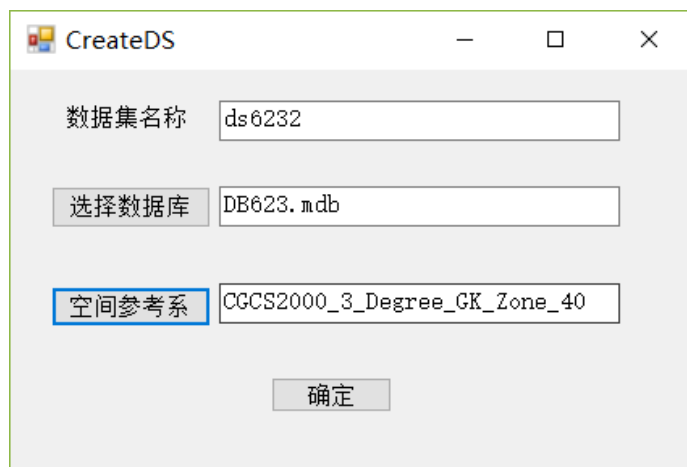 CreateDS
数据集名称 ds6232
选择数据库 DB623.mdb
空间参考系 CGCS2000_3_Degree_GK_Zone_40
确定